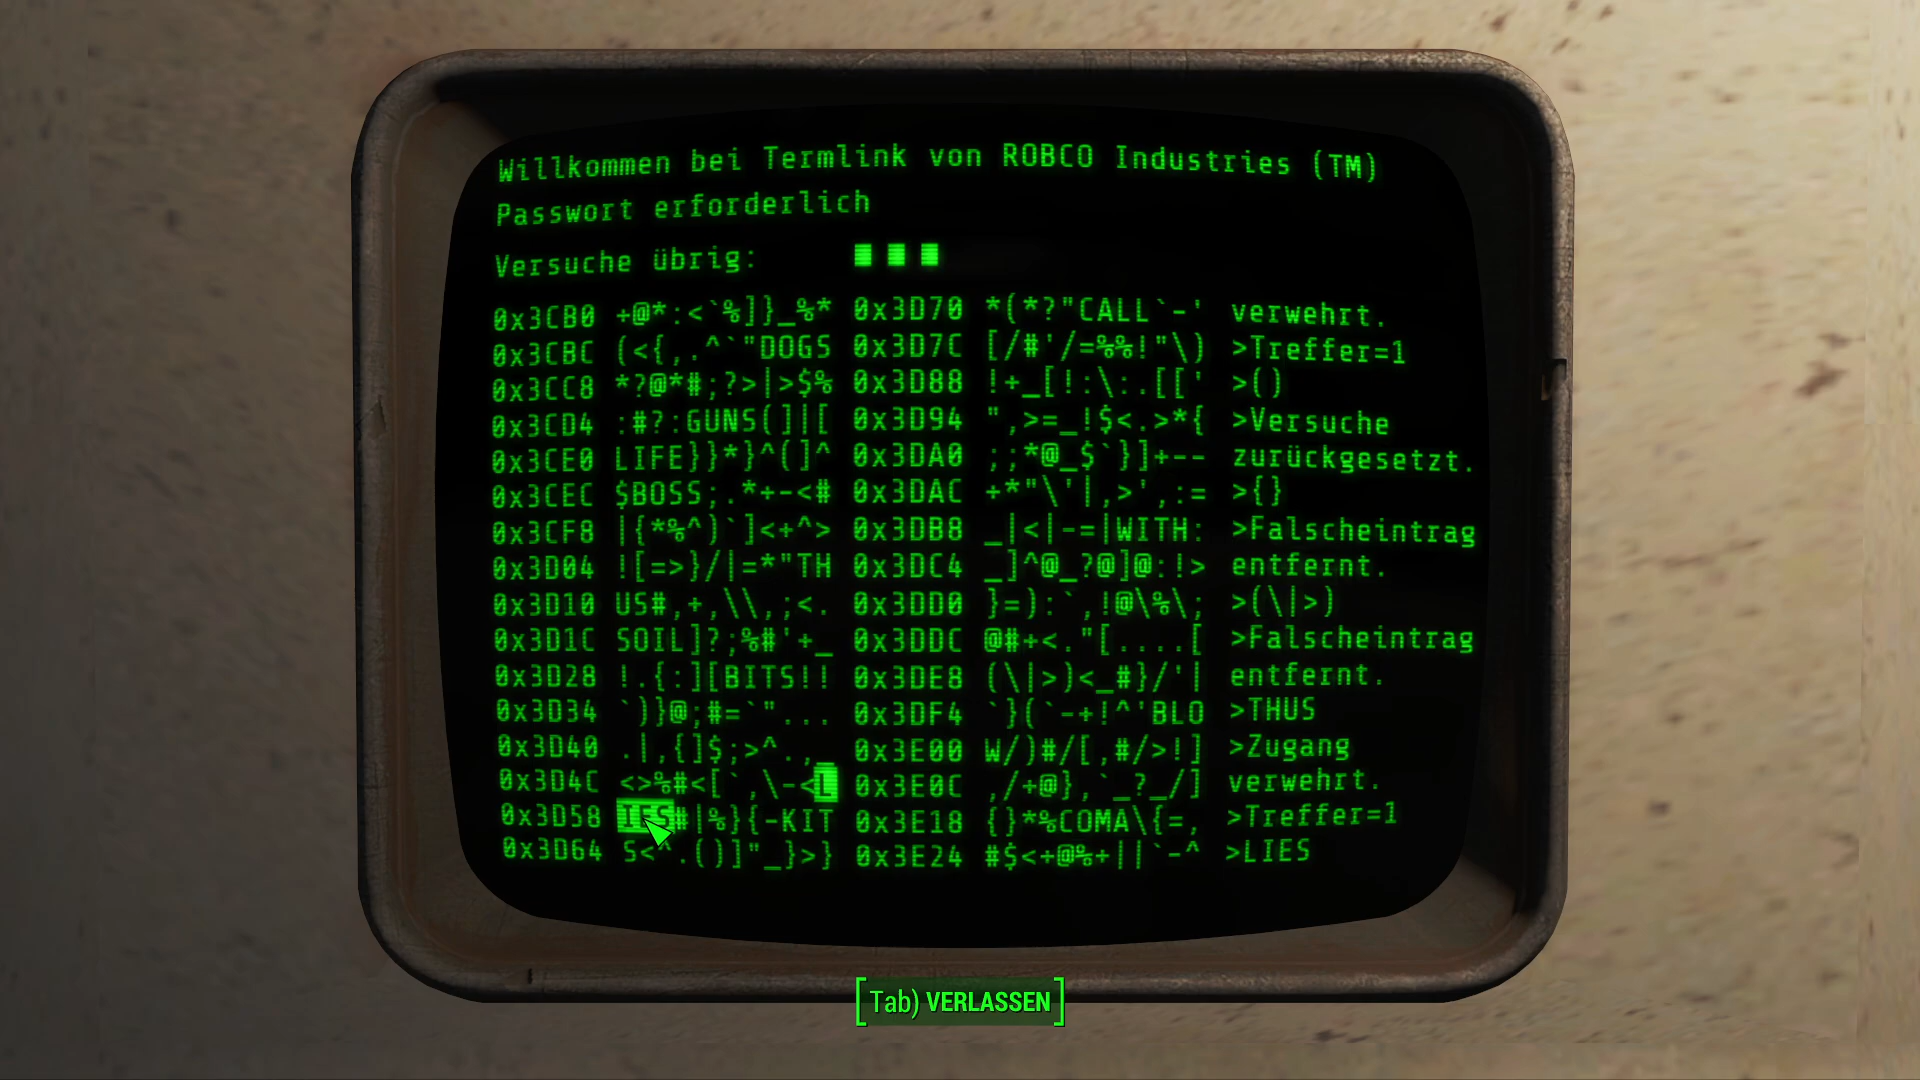 Willkommen bei Termlink von ROBCO Industries (TM)
Passwort erforderlich
Versuche übrig:
0x3CB0 +@*:<`%]}_%* 0x3D70 *(*?"CALL`-' verwehrt.
0x3CBC (<{,.^`"DOGS 0x3D7C [/#'/=%%!"\) >Treffer=1
0x3CC8 *?@*#;?>|>$% 0x3D88 !+_[!:\:.[[' >()
0x3CD4 :#?:GUNS(]|[ 0x3D94 ",>=_!$<.>*{ >Versuche
0x3CE0 LIFE}}*}^(]^ 0x3DA0 ;;*@_$`}]+-- zurückgesetzt.
0x3CEC $BOSS;.*+-<# 0x3DAC +*"\'|,>',:= >{}
0x3CF8 |{*%^)`]<+^> 0x3DB8 _|<|-=|WITH: >Falscheintrag
0x3D04 ![=>}/|=*"TH 0x3DC4 _]^@_?@]@:!> entfernt.
0x3D10 US#,+,\\,;<. 0x3DD0 }=):`,!@\%\; >(\|>)
0x3D1C SOIL]?;%#'+_ 0x3DDC @#+<."[....[ >Falscheintrag
0x3D28 !.{:][BITS!! 0x3DE8 (\|>)<_#}/'| entfernt.
0x3D34 `)}@;#=`"... 0x3DF4 `}(`-+!^'BLO >THUS
0x3D40 .|,{]$;>^.,_ 0x3E00 W/)#/[,#/>!] >Zugang
0x3D4C <>%#<[`,\-<L 0x3E0C ,/+@},`_?_/] verwehrt.
0x3D58 IES#|%}{-KIT 0x3E18 {}*%COMA\{=, >Treffer=1
0x3D64 S<^.()]"_}>} 0x3E24 #$<+@%+||`-^ >LIES
Tab) VERLASSEN